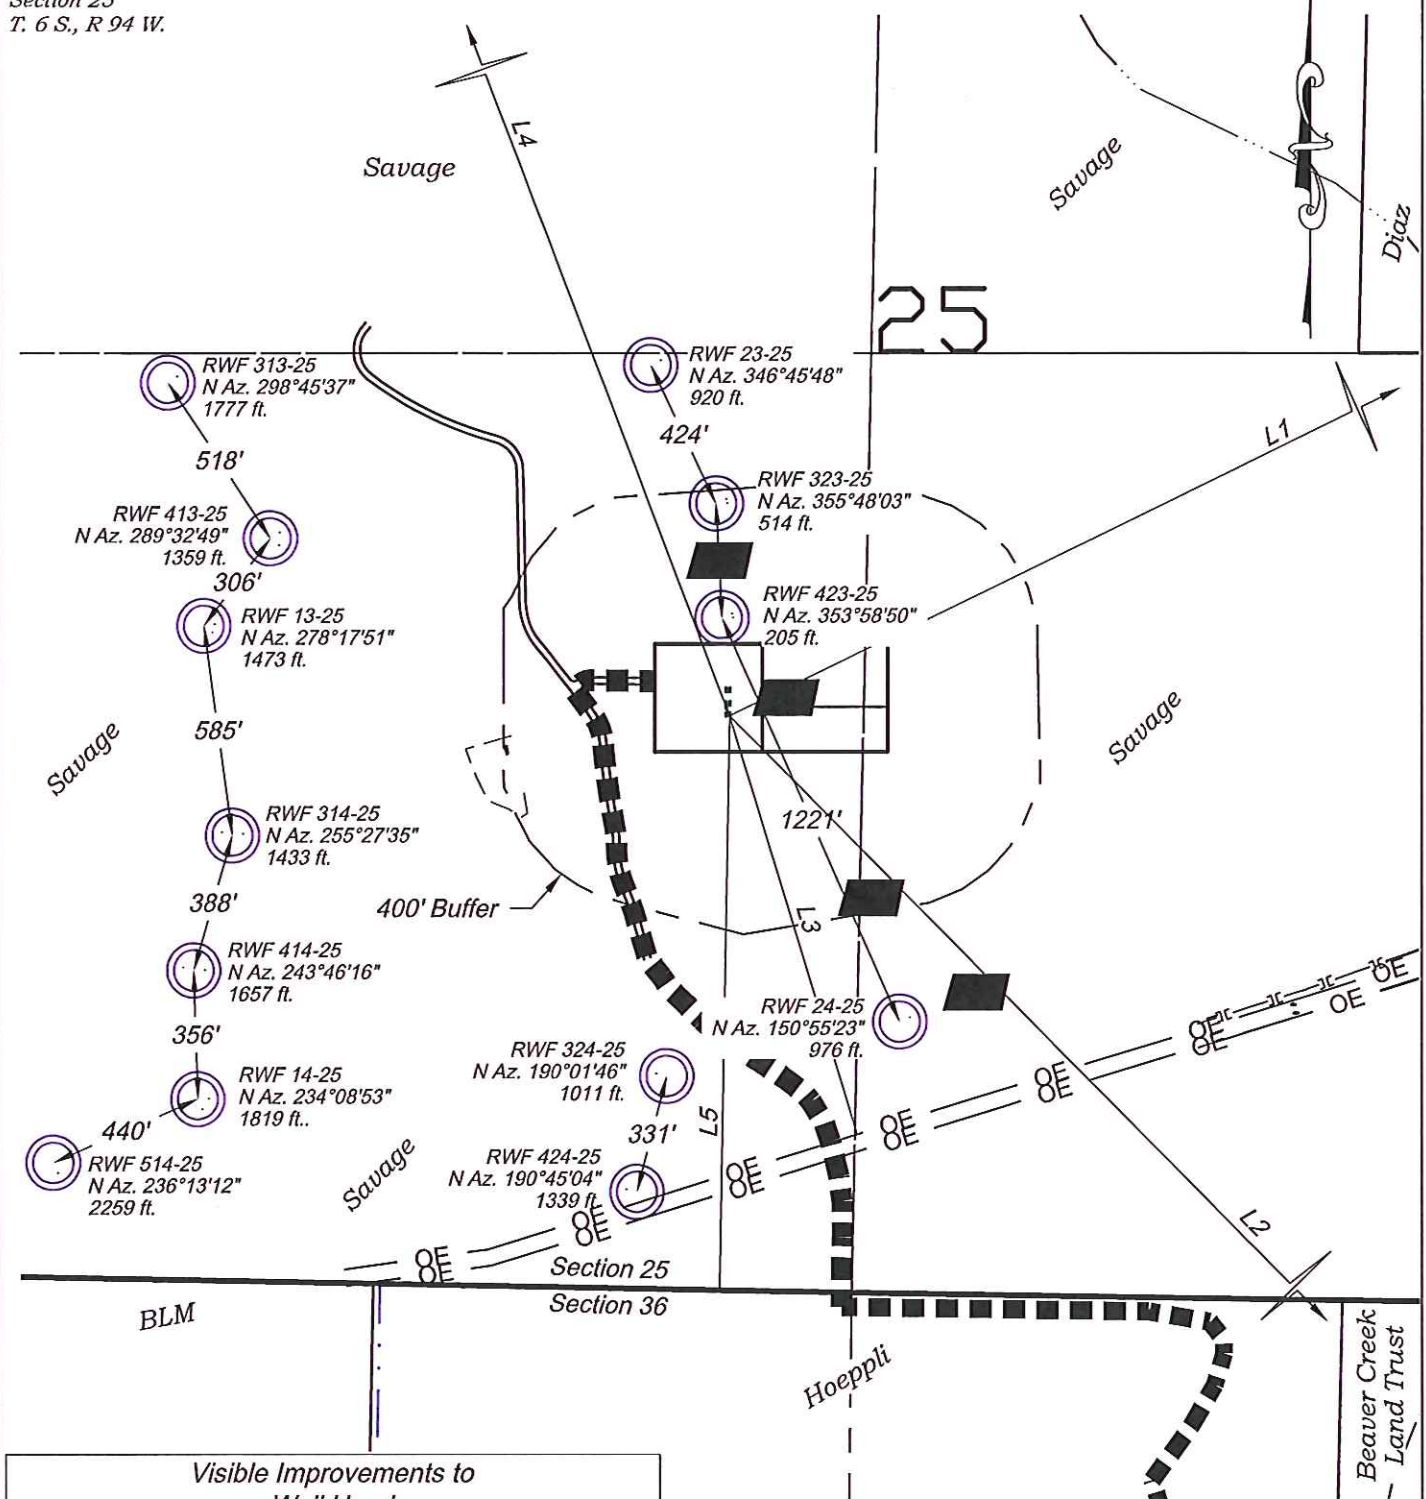 Section 25
T. 6 S., R 94 W.
L4
Savage
Savage
Diaz
25
RWF 313-25
N Az. 298°45'37"
1777 ft.
RWF 23-25
N Az. 346°45'48"
920 ft.
L1
424'
518'
RWF 323-25
N Az. 355°48'03"
514 ft.
RWF 413-25
N Az. 289°32'49"
1359 ft.
306'
RWF 423-25
N Az. 353°58'50"
205 ft.
RWF 13-25
N Az. 278°17'51"
1473 ft.
585'
Savage
Savage
RWF 314-25
N Az. 255°27'35"
1433 ft.
1221'
388'
400' Buffer
L3
RWF 414-25
N Az. 243°46'16"
1657 ft.
OE
OE
RWF 24-25
N Az. 150°55'23"
976 ft.
356'
OE
OE
RWF 324-25
N Az. 190°01'46"
1011 ft.
OE
OE
RWF 14-25
N Az. 234°08'53"
1819 ft..
L5
OE
OE
440'
331'
RWF 514-25
N Az. 236°13'12"
2259 ft.
Savage
RWF 424-25
N Az. 190°45'04"
1339 ft.
OE
OE
L2
OE
OE
OE
OE
Section 25
Section 36
BLM
Hoeppli
Beaver Creek
Land Trust
Visible Improvements to